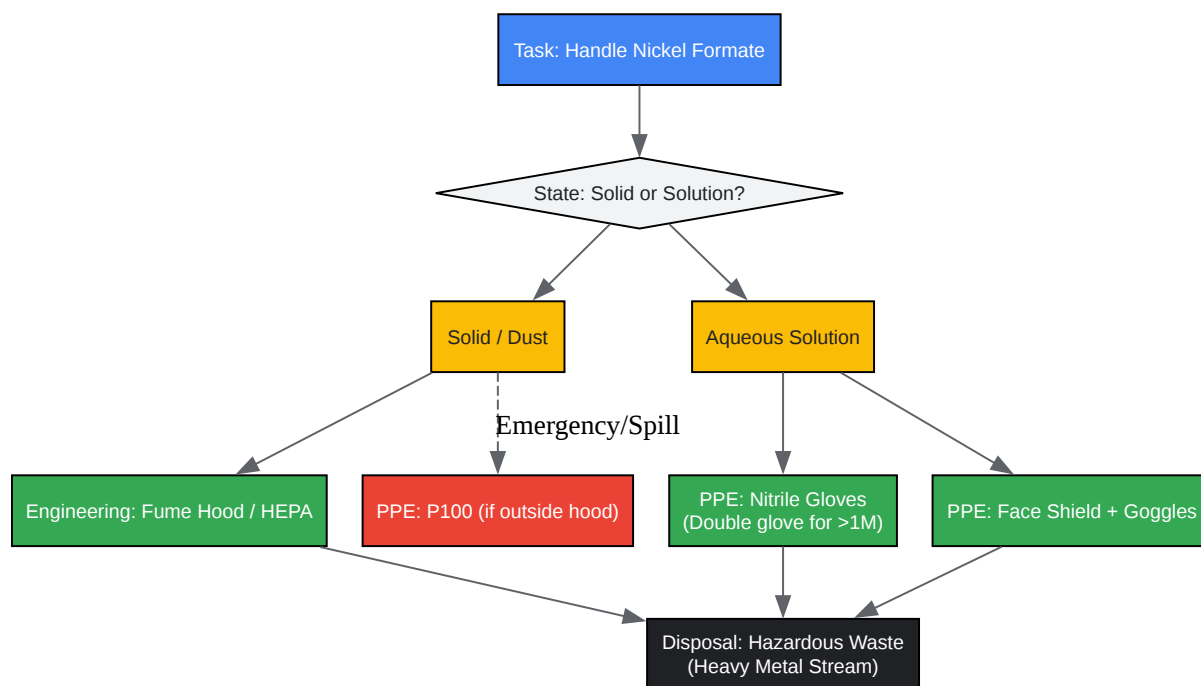 Task: Handle Nickel Formate
State: Solid or Solution?
Solid / Dust
Aqueous Solution
Emergency/Spill
Engineering: Fume Hood / HEPA
PPE: P100 (if outside hood)
PPE: Nitrile Gloves
(Double glove for >1M)
PPE: Face Shield + Goggles
Disposal: Hazardous Waste
(Heavy Metal Stream)